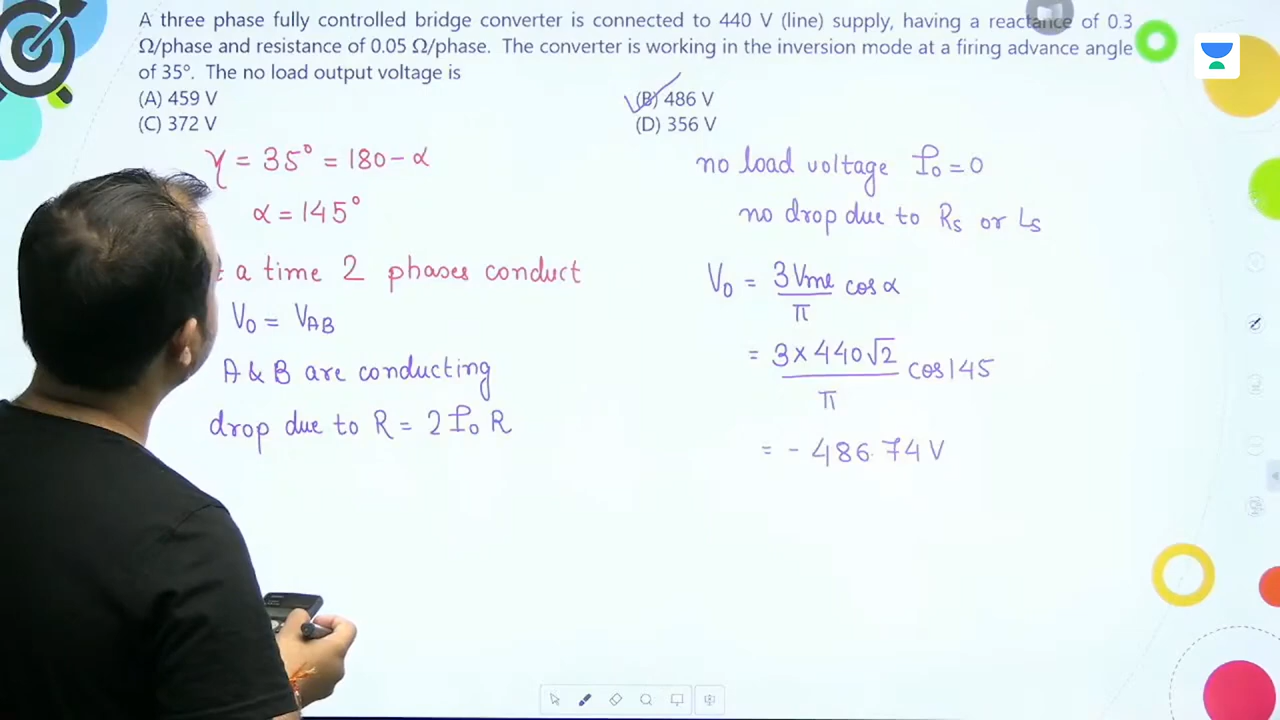 A three phase fully controlled bridge converter is connected to 440 V (line) supply, having a reactance of 0.3
Ω/phase and resistance of 0.05 Ω/phase. The converter is working in the inversion mode at a firing advance angle
of 35°. The no load output voltage is
(A) 459 V
(B) 486 V
(C) 372 V
(D) 356 V
γ = 35° = 180 - α
α = 145°
a time 2 phases conduct
V₀ = V_AB
A & B are conducting
drop due to R = 2 I₀ R
no load voltage I₀ = 0
no drop due to Rs or Ls
V₀ = 3Vml/π cos α
= 3×440√2/π cos145
= - 486.74 V